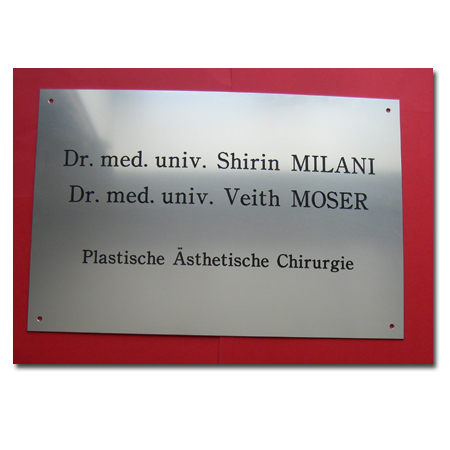 Dr. med. univ. Shirin MILANI
Dr. med. univ. Veith MOSER
Plastische Ästhetische Chirurgie